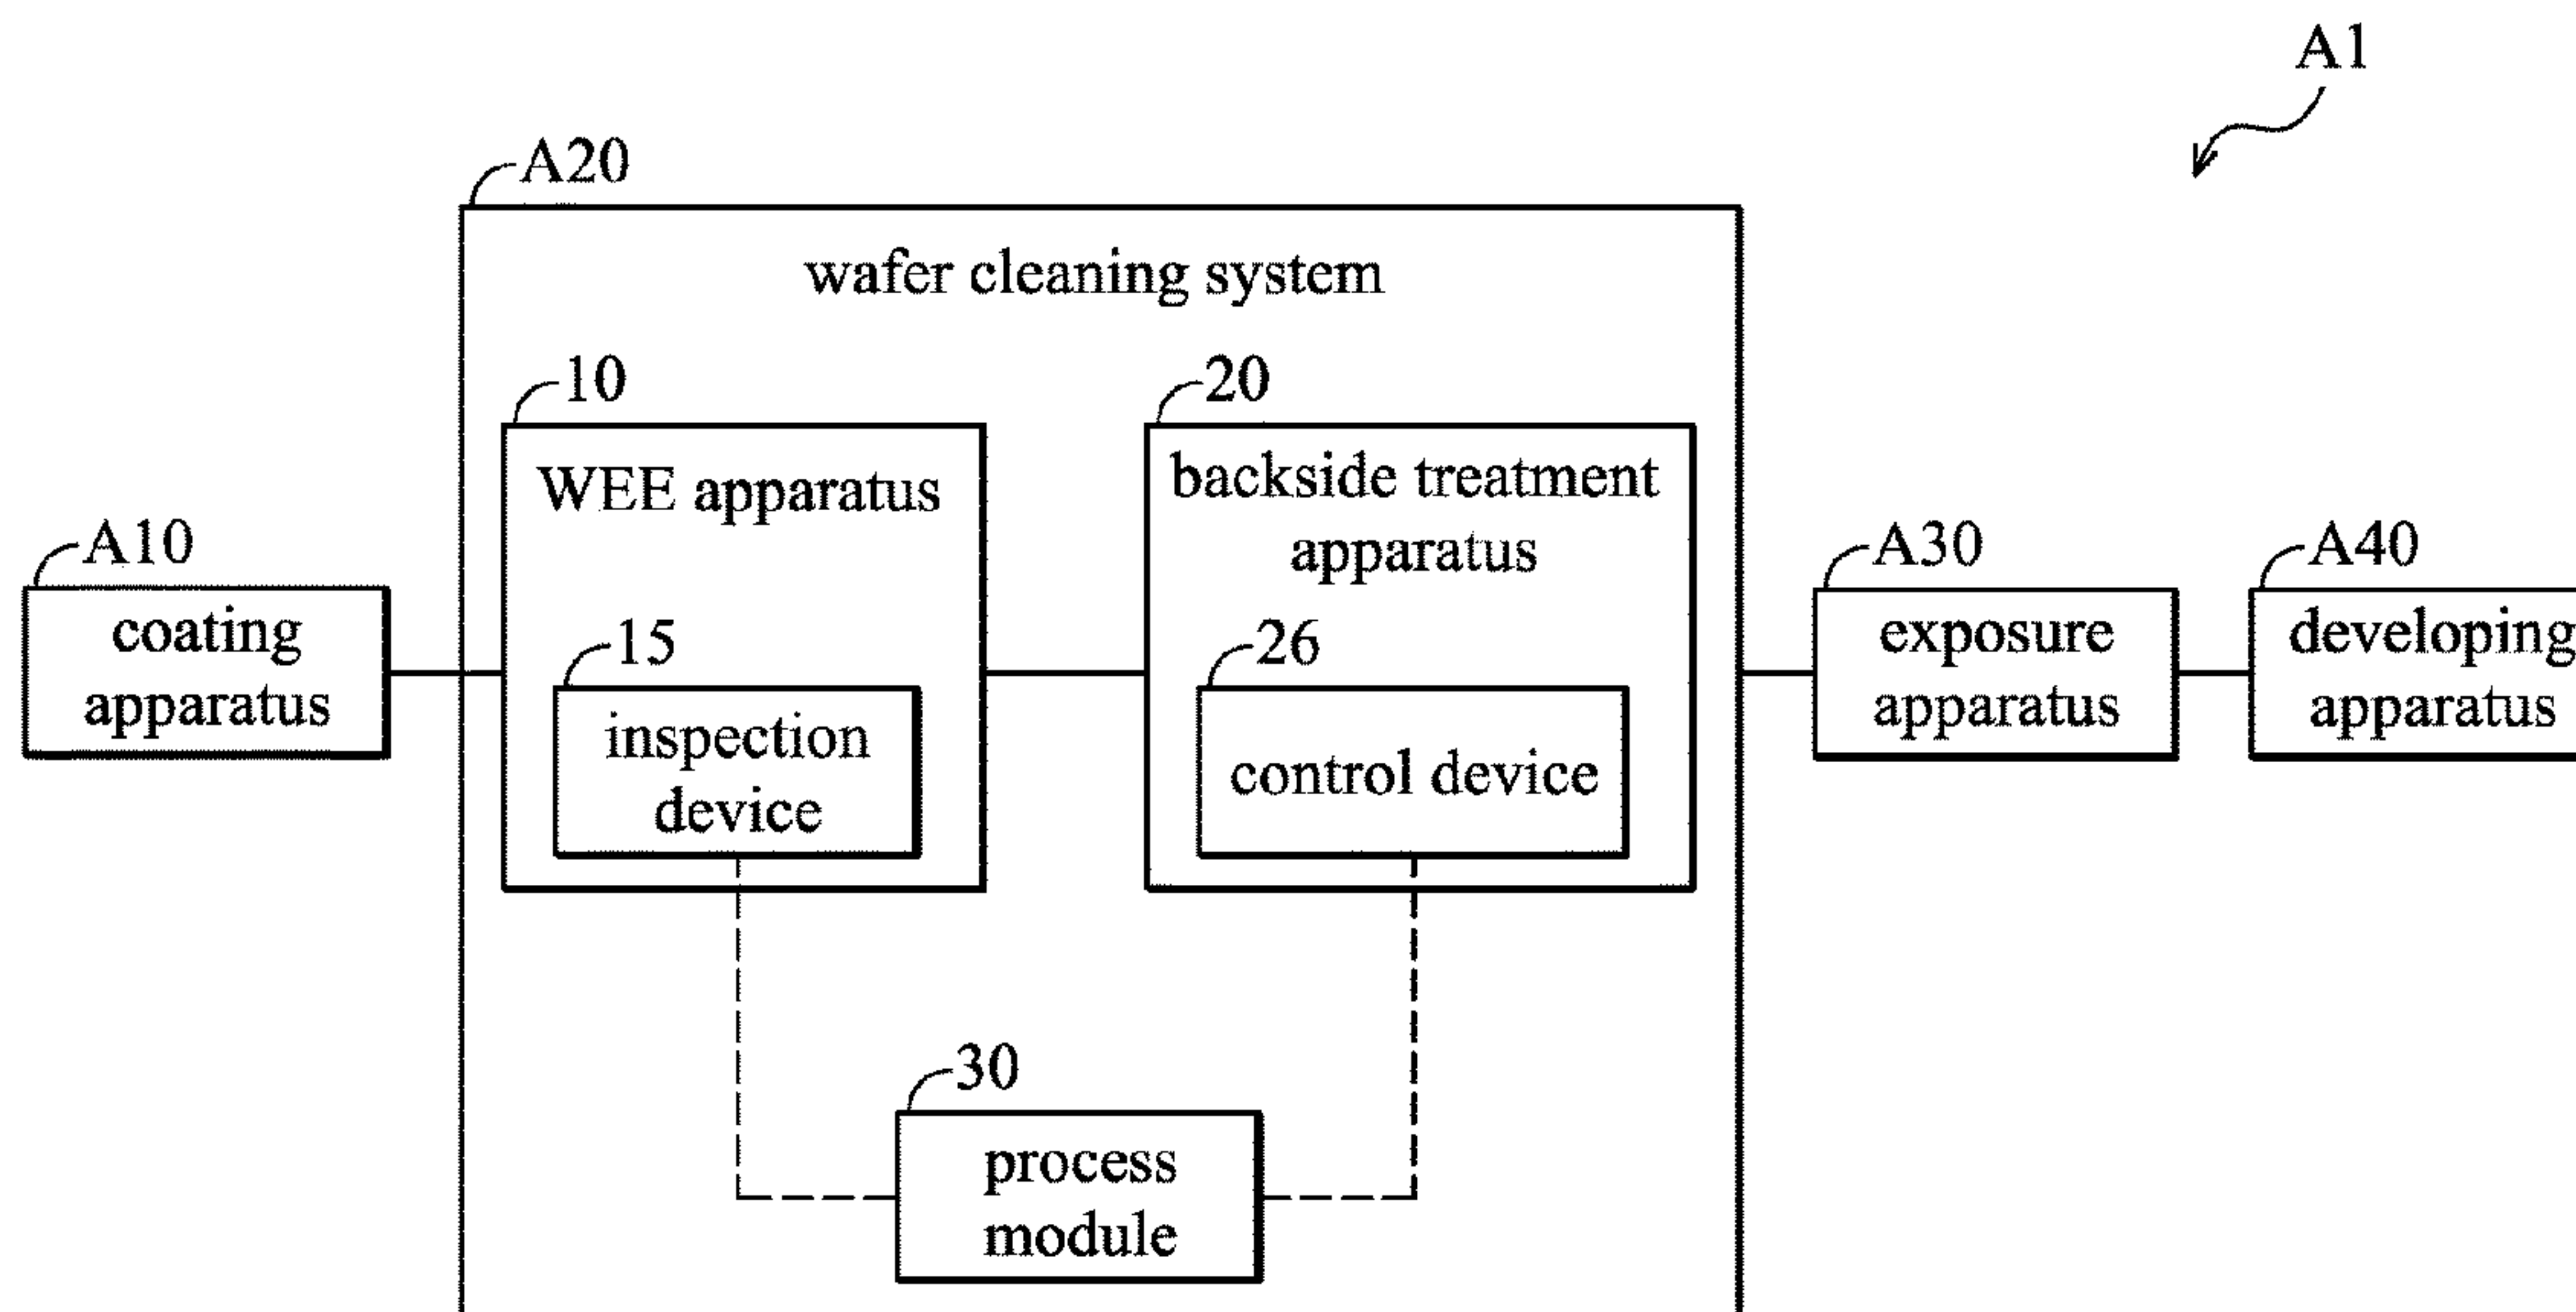 A1
A20
wafer cleaning system
10
20
WEE apparatus
backside treatment
apparatus
A10
coating
apparatus
15
inspection
device
26
control device
A30
exposure
apparatus
A40
developing
apparatus
30
process
module